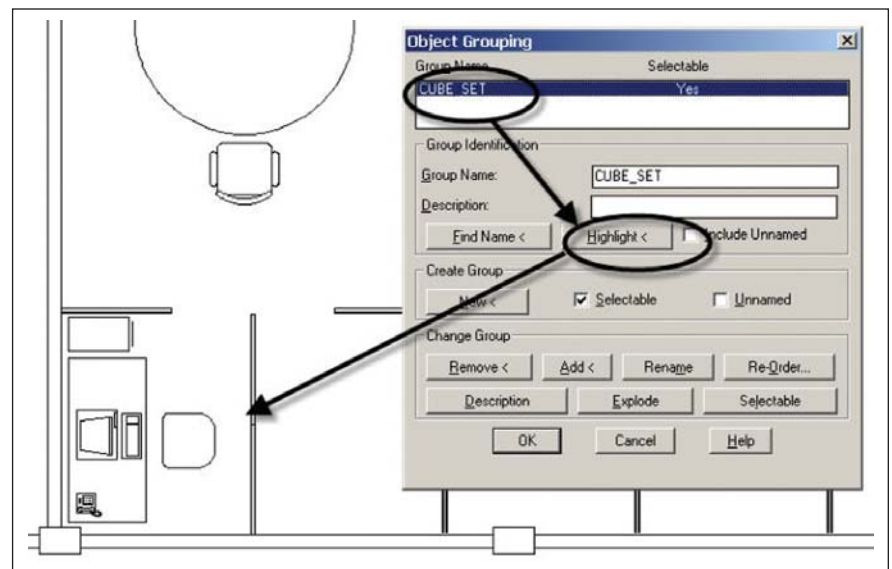 Object Grouping
Group Name Selectable
CUBE_SET Yes
Group Identification
Group Name: CUBE_SET
Description:
Find Name < Highlight < Include Unnamed
Create Group
New < Selectable Unnamed
Change Group
Remove < Add < Rename Re-Order...
Description Explode Selectable
OK Cancel Help